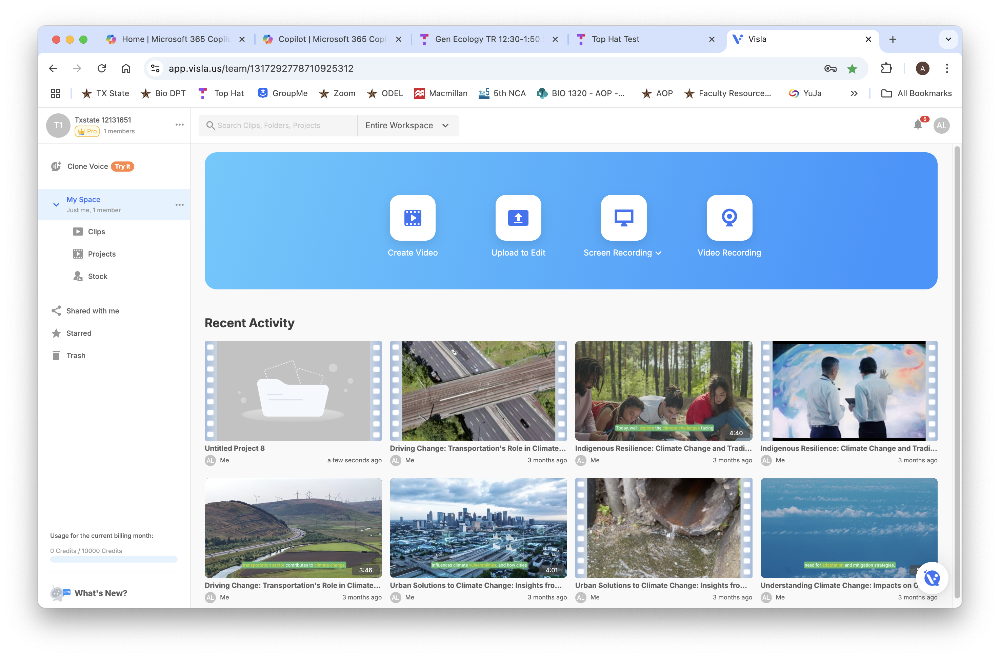 Home | Microsoft 365 Copilc
Copilot | Microsoft 365 Copi
Gen Ecology TR 12:30-1:50
Top Hat Test
Visla
app.visla.us/team/1317292778710925312
A
TX State
Bio DPT
Top Hat
GroupMe
Zoom
ODEL
Macmillan
NCA 5
5th NCA
BIO 1320 - AOP -...
AOP
Faculty Resource...
YuJa
All Bookmarks
T1
Txstate 12131651
Pro
1 members
Search Clips, Folders, Projects
Entire Workspace
6
AL
Clone Voice Try it
My Space
Just me, 1 member
Clips
Projects
Stock
Shared with me
Starred
Trash
Usage for the current billing month:
0 Credits / 10000 Credits
NEW
What's New?
Create Video
Upload to Edit
Screen Recording
Video Recording
Recent Activity
Untitled Project 8
AL Me a few seconds ago
Driving Change: Transportation's Role in Climate...
AL Me 3 months ago
Today, we'll explore the climate challenges facing
4:40
Indigenous Resilience: Climate Change and Tradi...
AL Me 3 months ago
Indigenous Resilience: Climate Change and Tradi...
AL Me 3 months ago
transportation sector contributes to climate change,
3:46
Driving Change: Transportation's Role in Climate...
AL Me 3 months ago
influences climate vulnerabilities, and how cities
4:01
Urban Solutions to Climate Change: Insights fro...
AL Me 3 months ago
Urban Solutions to Climate Change: Insights fro...
AL Me 3 months ago
need for adaptation and mitigation strategies.
Understanding Climate Change: Impacts on
AL Me 3 months ago